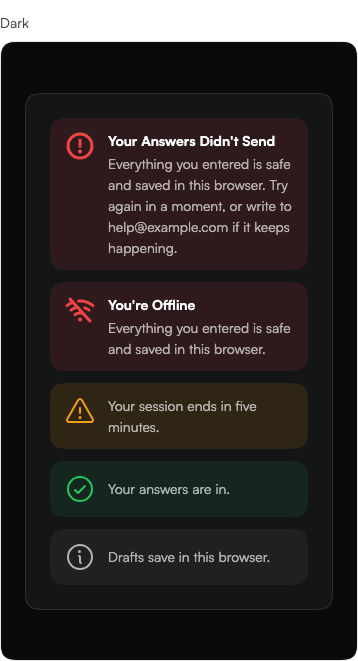 Dark
Your Answers Didn't Send
Everything you entered is safe
and saved in this browser. Try
again in a moment, or write to
help@example.com if it keeps
happening.
You're Offline
Everything you entered is safe
and saved in this browser.
Your session ends in five
minutes.
Your answers are in.
Drafts save in this browser.